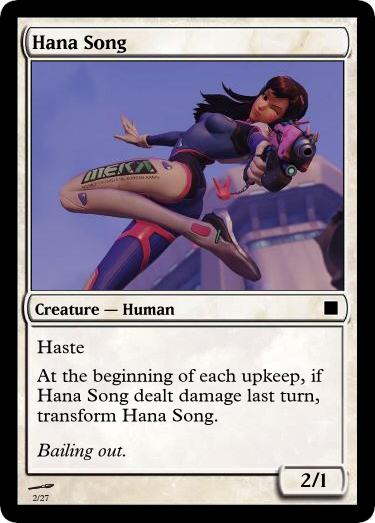 Hana Song
MEKA
Creature — Human
Haste
At the beginning of each upkeep, if
Hana Song dealt damage last turn,
transform Hana Song.
Bailing out.
2/1
2/27